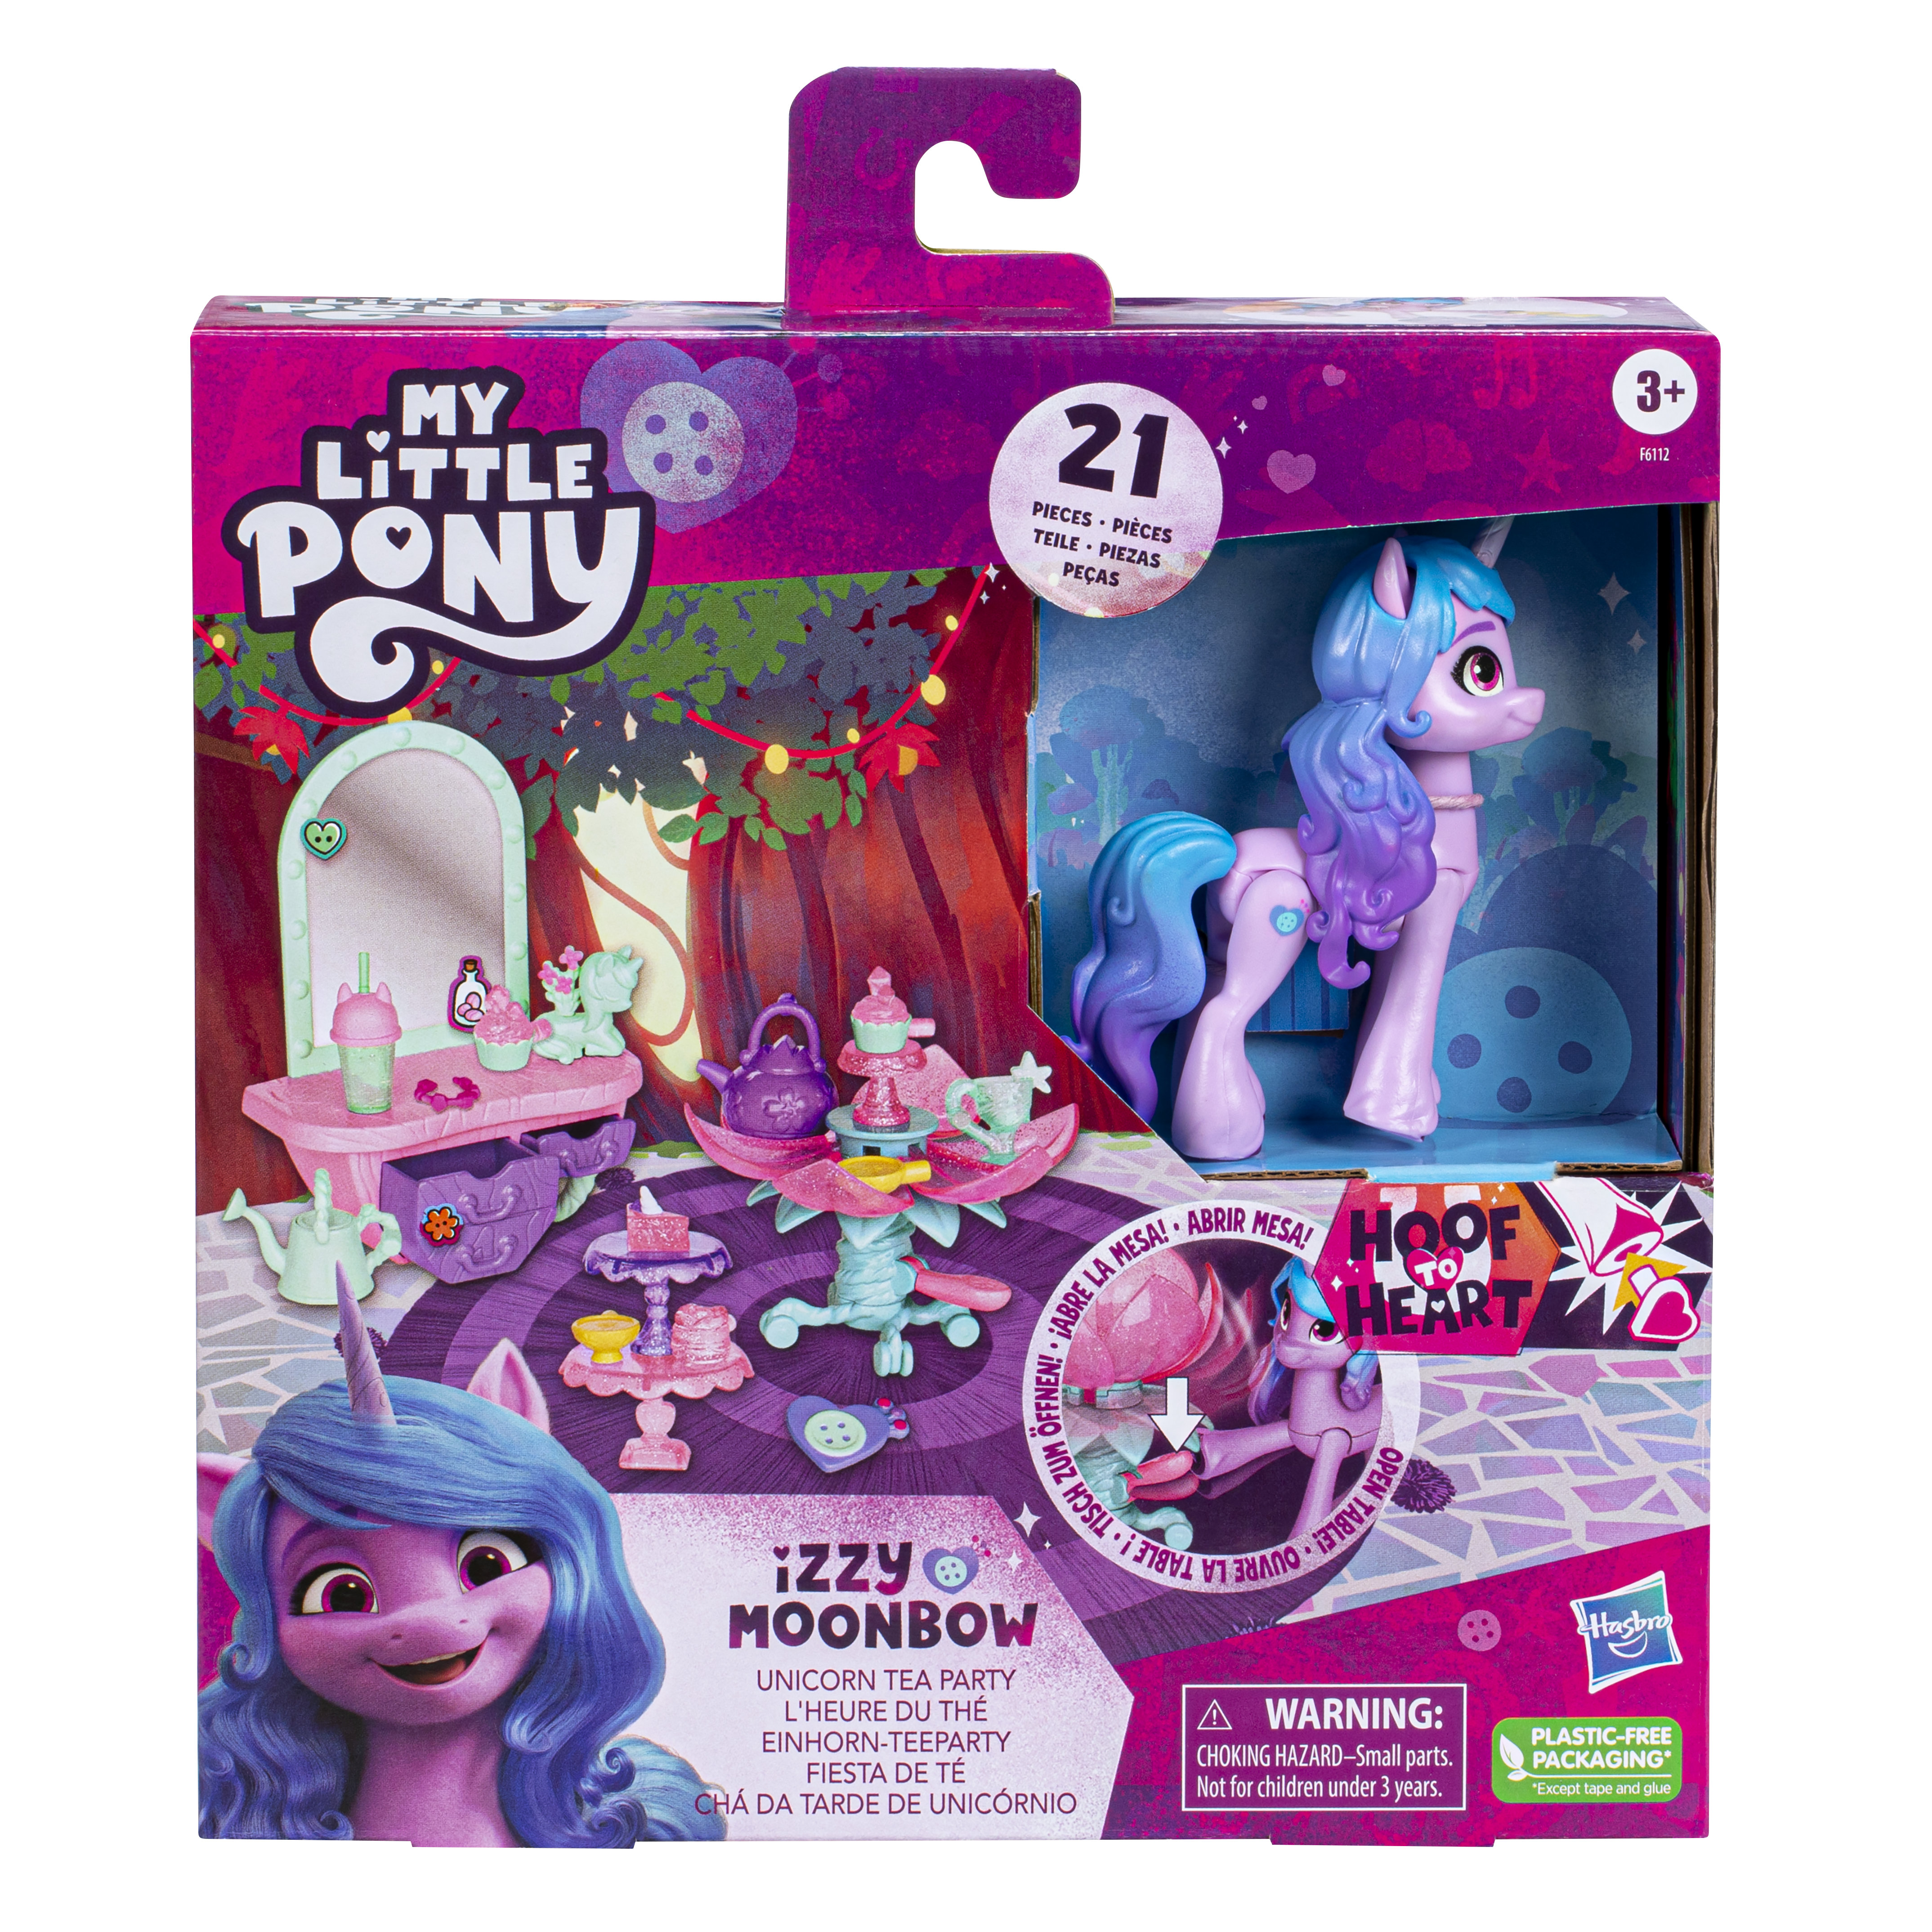 MY
LiTTLE
PONY
21
PIECES • PIÈCES
TEILE • PIEZAS
PEÇAS
3+
F6112
HOOF
TO
HEART
¡ABRE LA MESA! • ABRIR MESA!
OPEN TABLE! • OUVRE LA TABLE ! • TISCH ZUM ÖFFNEN! •
iZZY
MOONBOW
UNICORN TEA PARTY
L'HEURE DU THÉ
EINHORN-TEEPARTY
FIESTA DE TÉ
CHÁ DA TARDE DE UNICÓRNIO
Hasbro
WARNING:
CHOKING HAZARD–Small parts.
Not for children under 3 years.
PLASTIC-FREE
PACKAGING*
*Except tape and glue